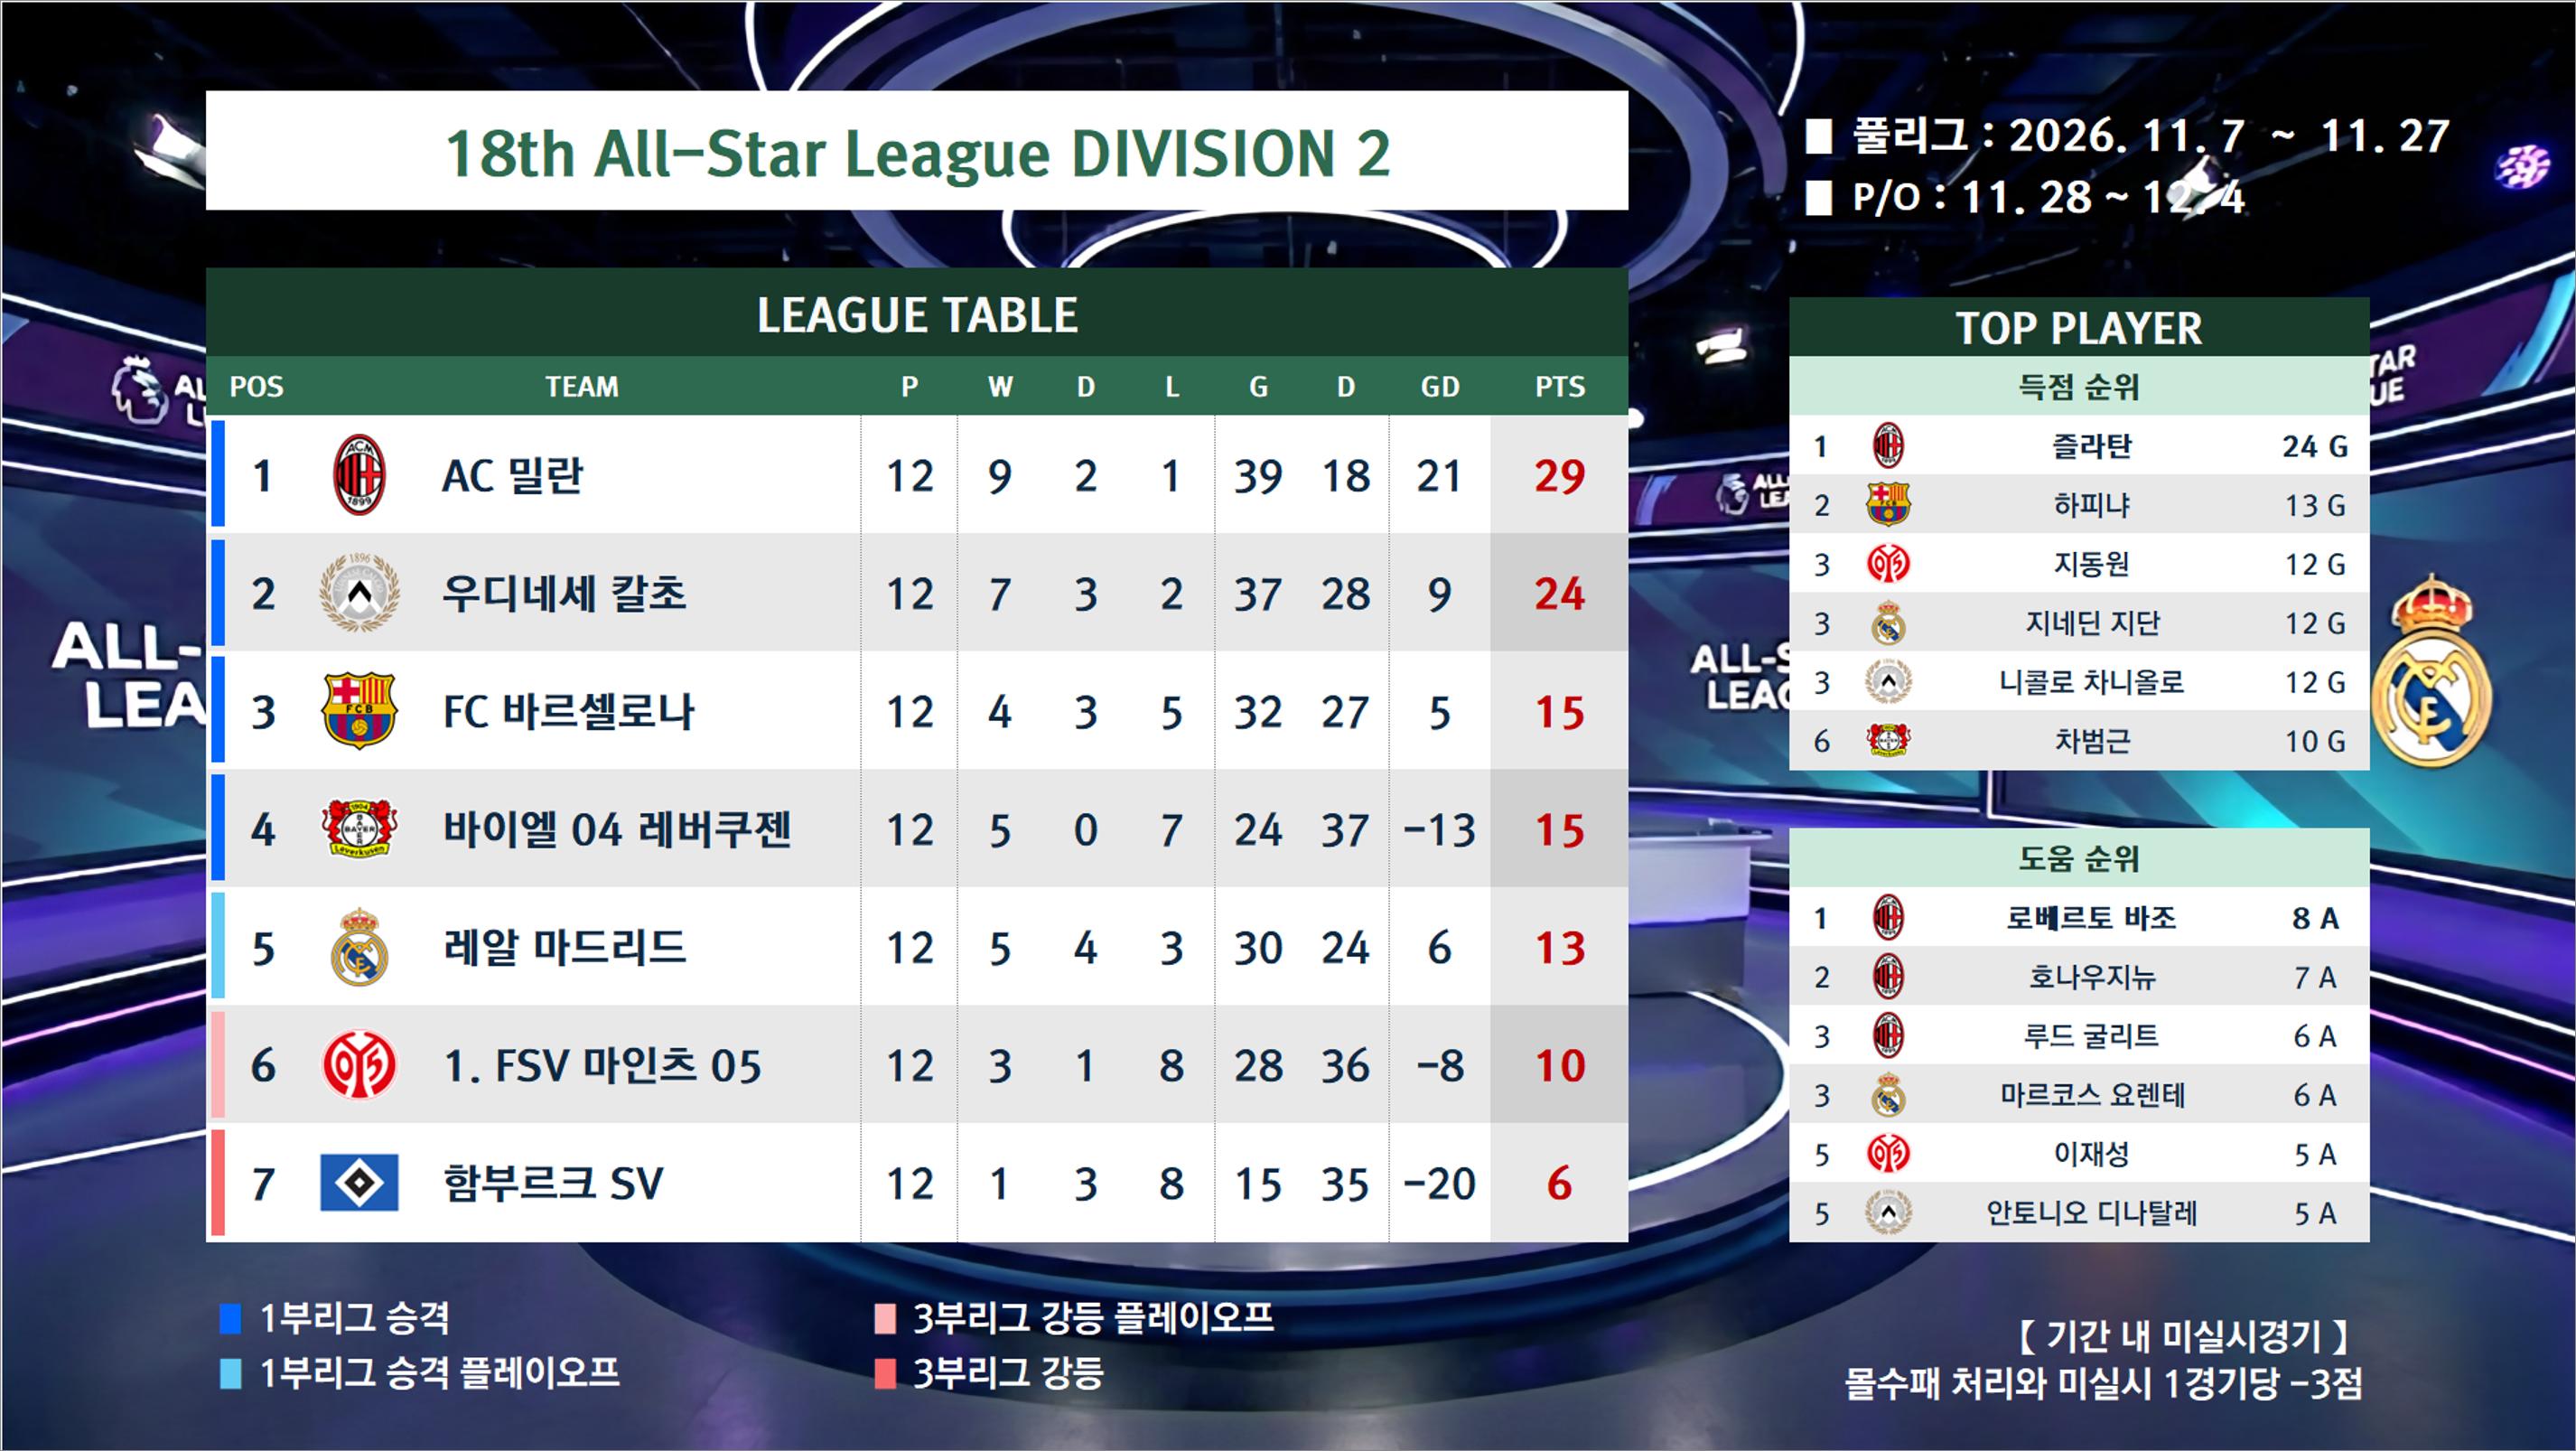 18th All-Star League DIVISION 2
■ 풀리그 : 2026. 11. 7 ~ 11. 27
■ P/O : 11. 28 ~ 12. 4
LEAGUE TABLE
POS TEAM P W D L G D GD PTS
1 AC 밀란 12 9 2 1 39 18 21 29
2 우디네세 칼초 12 7 3 2 37 28 9 24
3 FC 바르셀로나 12 4 3 5 32 27 5 15
4 바이엘 04 레버쿠젠 12 5 0 7 24 37 -13 15
5 레알 마드리드 12 5 4 3 30 24 6 13
6 1. FSV 마인츠 05 12 3 1 8 28 36 -8 10
7 함부르크 SV 12 1 3 8 15 35 -20 6
TOP PLAYER
득점 순위
1 즐라탄 24 G
2 하피냐 13 G
3 지동원 12 G
3 지네딘 지단 12 G
3 니콜로 차니올로 12 G
6 차범근 10 G
도움 순위
1 로베르토 바조 8 A
2 호나우지뉴 7 A
3 루드 굴리트 6 A
3 마르코스 요렌테 6 A
5 이재성 5 A
5 안토니오 디나탈레 5 A
1부리그 승격
1부리그 승격 플레이오프
3부리그 강등 플레이오프
3부리그 강등
【 기간 내 미실시경기 】
몰수패 처리와 미실시 1경기당 -3점
ALL-
LEA